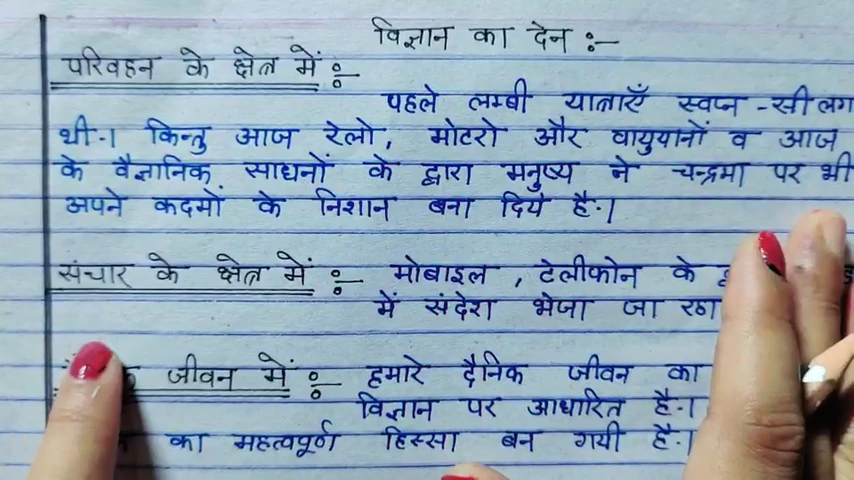 विज्ञान का देन :-
परिवहन के क्षेत्र में :-
पहले लम्बी यात्राएँ स्वप्न -सी लग
थी-। किन्तु आज रेलो, मोटरो और वायुयानों व आज
के वैज्ञानिक साधनों के द्वारा मनुष्य ने चन्द्रमा पर भी
अपने कदमों के निशान बना दिये है-।
संचार के क्षेत्र में :- मोबाइल , टेलीफोन के
में संदेश भेजा जा रहा
जीवन में :- हमारे दैनिक जीवन का
विज्ञान पर आधारित है-।
का महत्वपूर्ण हिस्सा बन गयी है-।